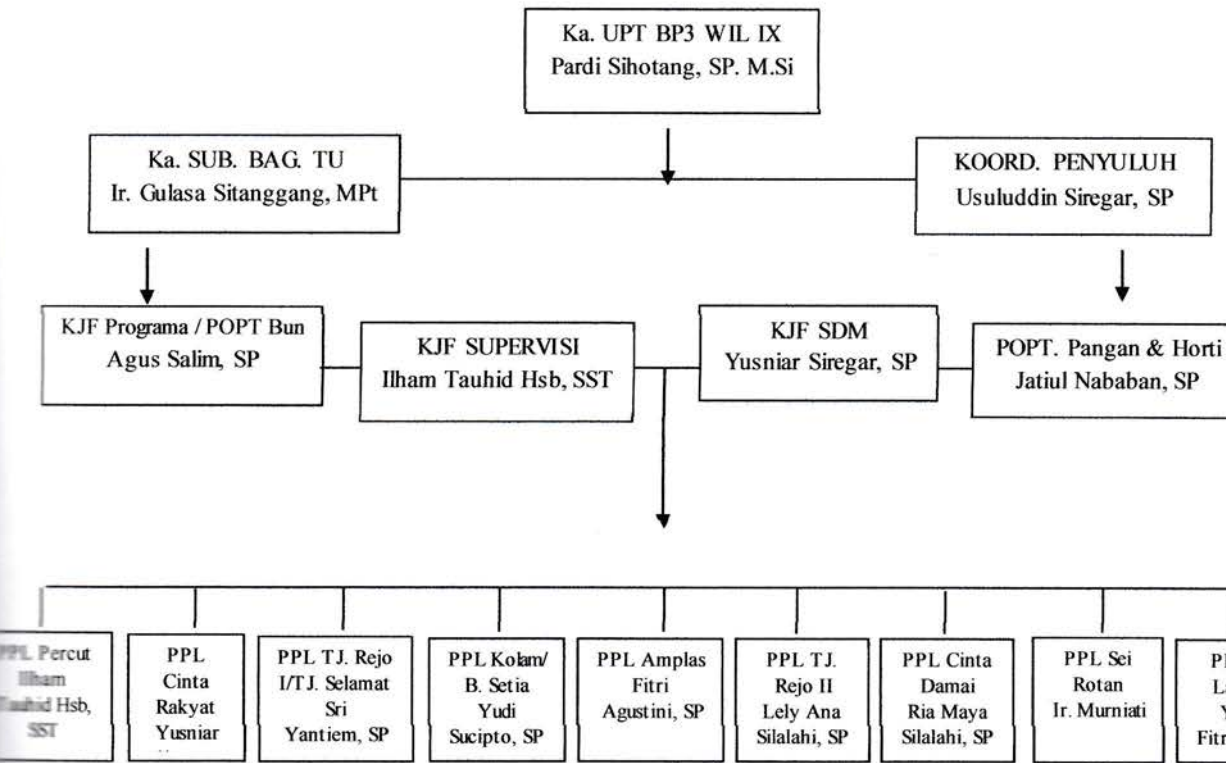 Ka. UPT BP3 WIL IX
Pardi Sihotang, SP. M.Si
Ka. SUB. BAG. TU
Ir. Gulasa Sitanggang, MPt
KOORD. PENYULUH
Usuluddin Siregar, SP
KJF Programa / POPT Bun
Agus Salim, SP
KJF SUPERVISI
Ilham Tauhid Hsb, SST
KJF SDM
Yusniar Siregar, SP
POPT. Pangan & Horti
Jatiul Nababan, SP
PPL Percut
Ilham
Tauhid Hsb,
SST
PPL
Cinta
Rakyat
Yusniar
PPL TJ. Rejo
I/TJ. Selamat
Sri
Yantiem, SP
PPL Kolam/
B. Setia
Yudi
Sucipto, SP
PPL Amplas
Fitri
Agustini, SP
PPL TJ.
Rejo II
Lely Ana
Silalahi, SP
PPL Cinta
Damai
Ria Maya
Silalahi, SP
PPL Sei
Rotan
Ir. Murniati